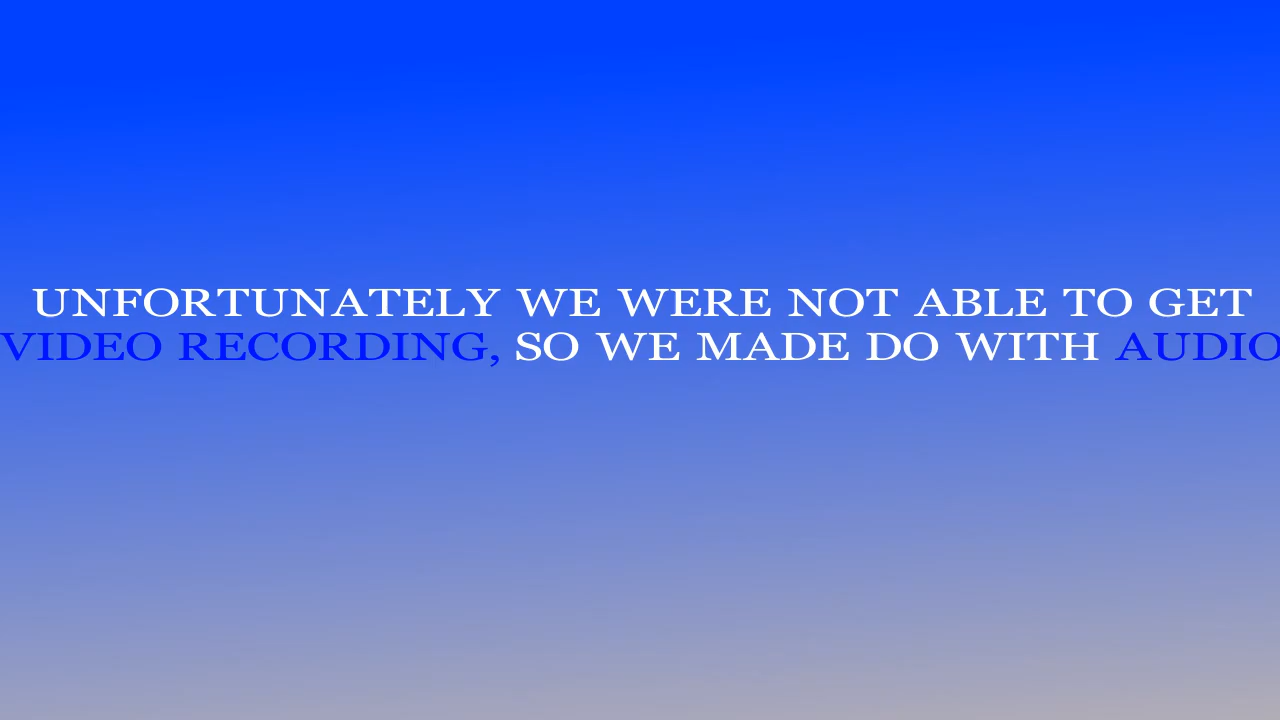 UNFORTUNATELY WE WERE NOT ABLE TO GET
VIDEO RECORDING, SO WE MADE DO WITH AUDIO